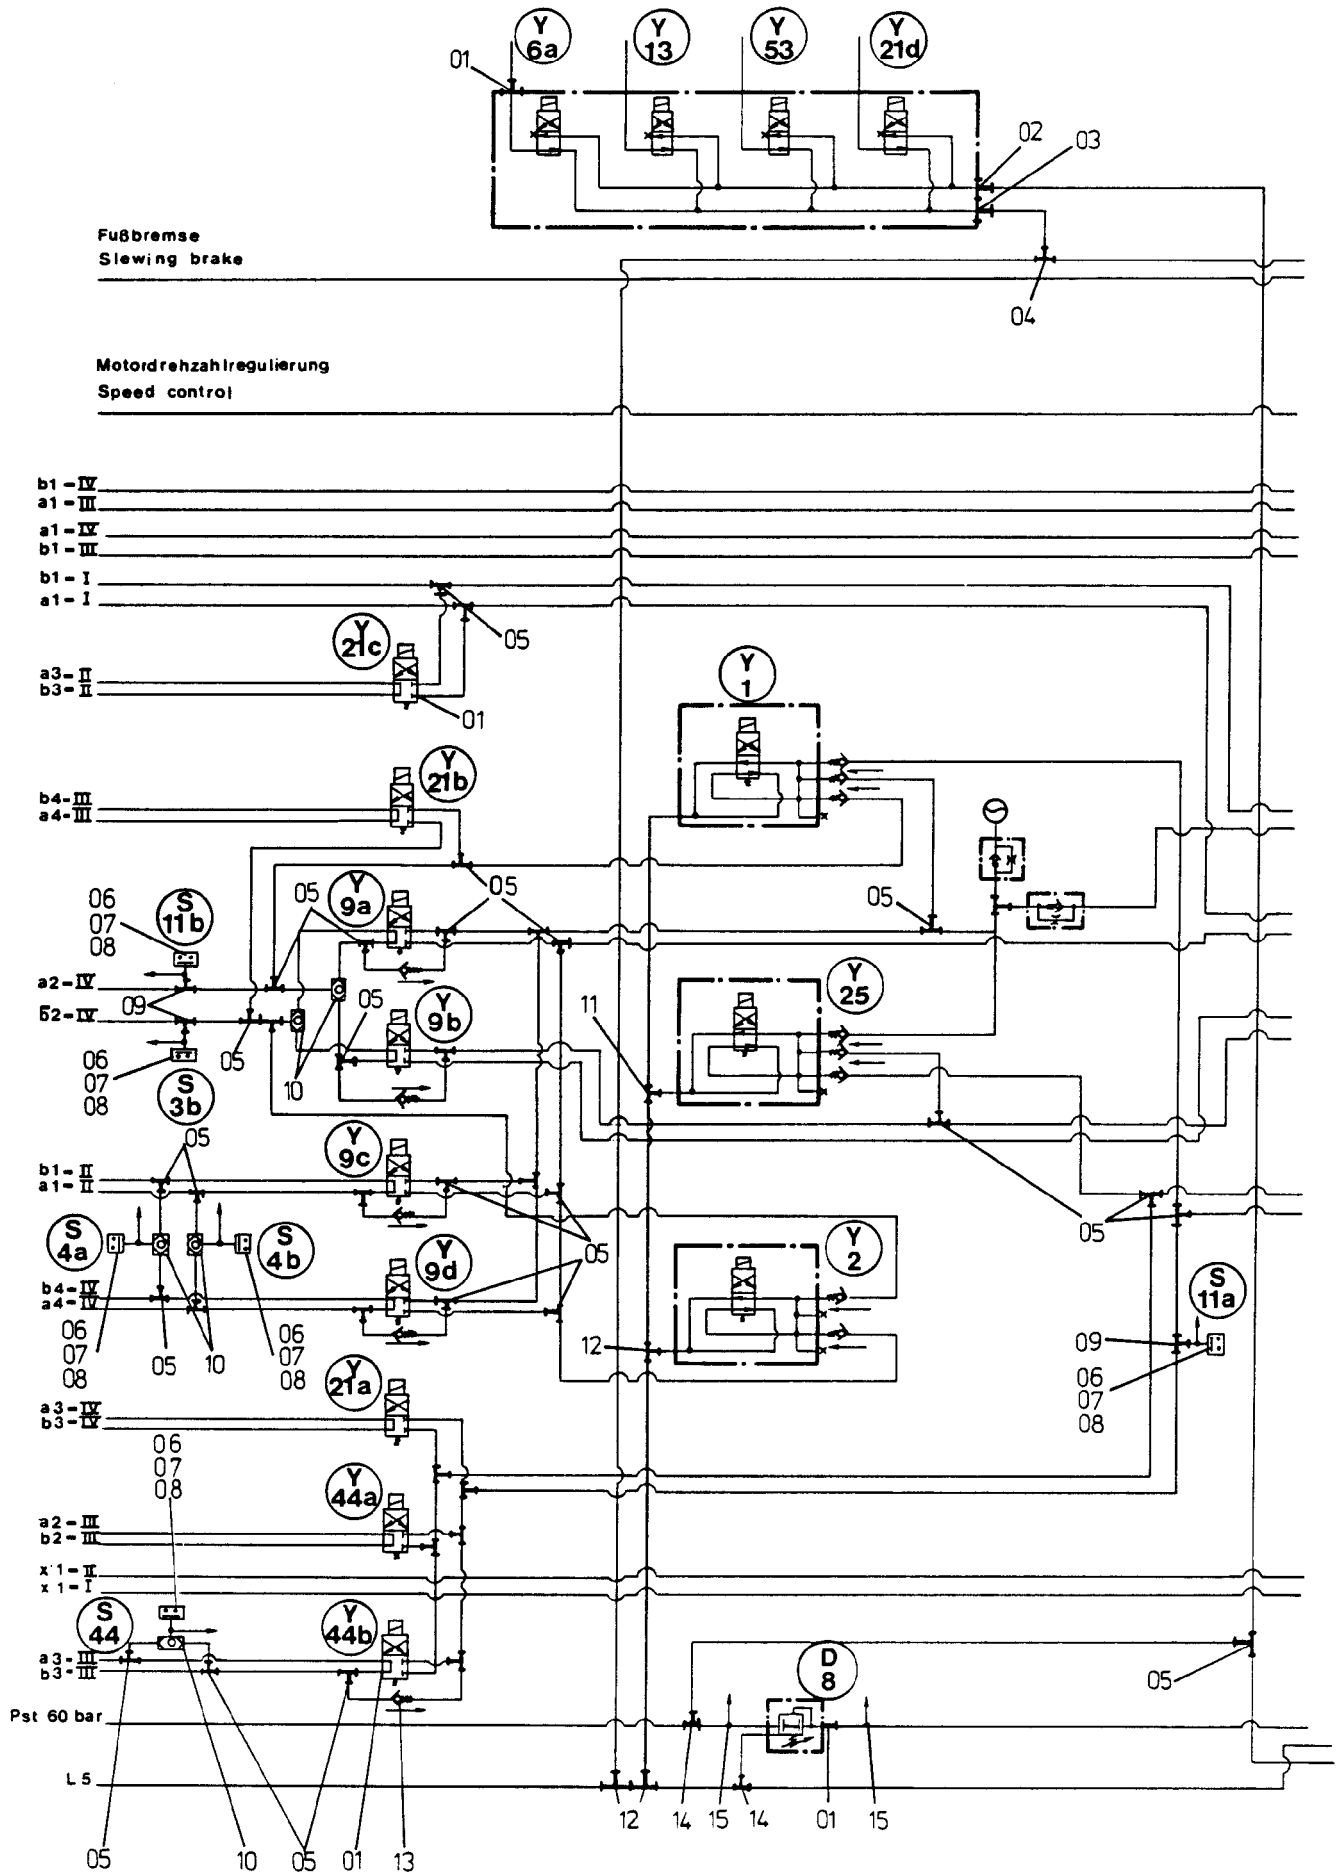 Y
6a
Y
13
Y
53
Y
21d
01
02
03
Fußbremse
Slewing brake
04
Motordrehzahlregulierung
Speed control
b1-IV
a1-III
a1-IV
b1-III
b1-I
a1-I
05
Y
21c
a3-II
b3-II
01
Y
1
Y
21b
b4-III
a4-III
06
07
08
S
11b
05
Y
9a
05
05
a2-IV
09
b2-IV
05
Y
9b
11
Y
25
06
07
08
S
3b
05
10
05
Y
9c
b1-II
a1-II
S
4a
S
4b
05
05
Y
9d
Y
2
S
11a
b4-IV
a4-IV
06
07
08
05
10
06
07
08
12
09
06
07
08
Y
21a
a3-IV
b3-IV
06
07
08
Y
44a
a2-III
b2-III
x1-II
x1-I
S
44
Y
44b
a3-III
b3-III
D
8
05
Pst 60 bar
L5
12
14
15
14
01
15
05
10
05
01
13